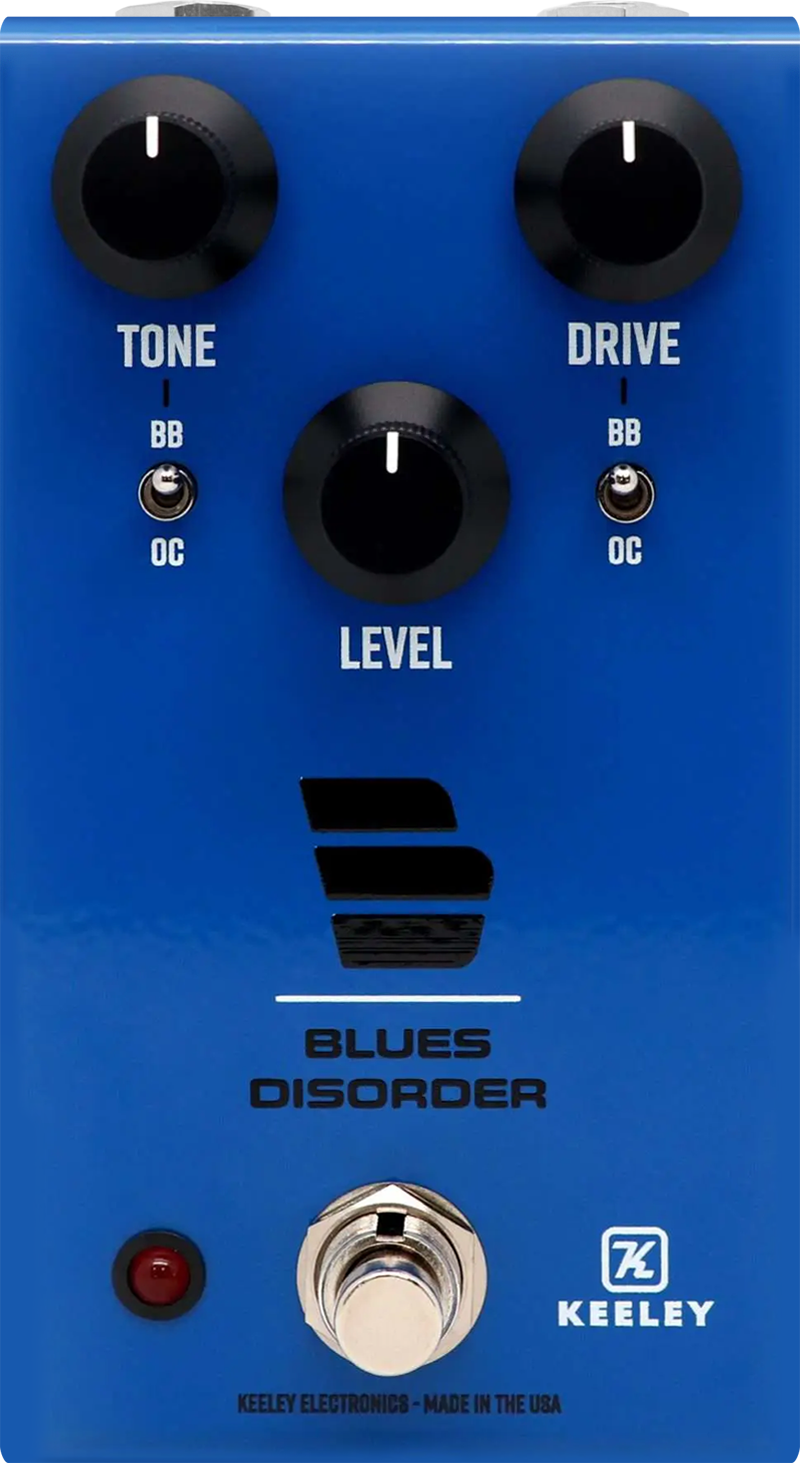 TONE
DRIVE
BB
BB
OC
OC
LEVEL
BLUES
DISORDER
K
KEELEY
KEELEY ELECTRONICS - MADE IN THE USA